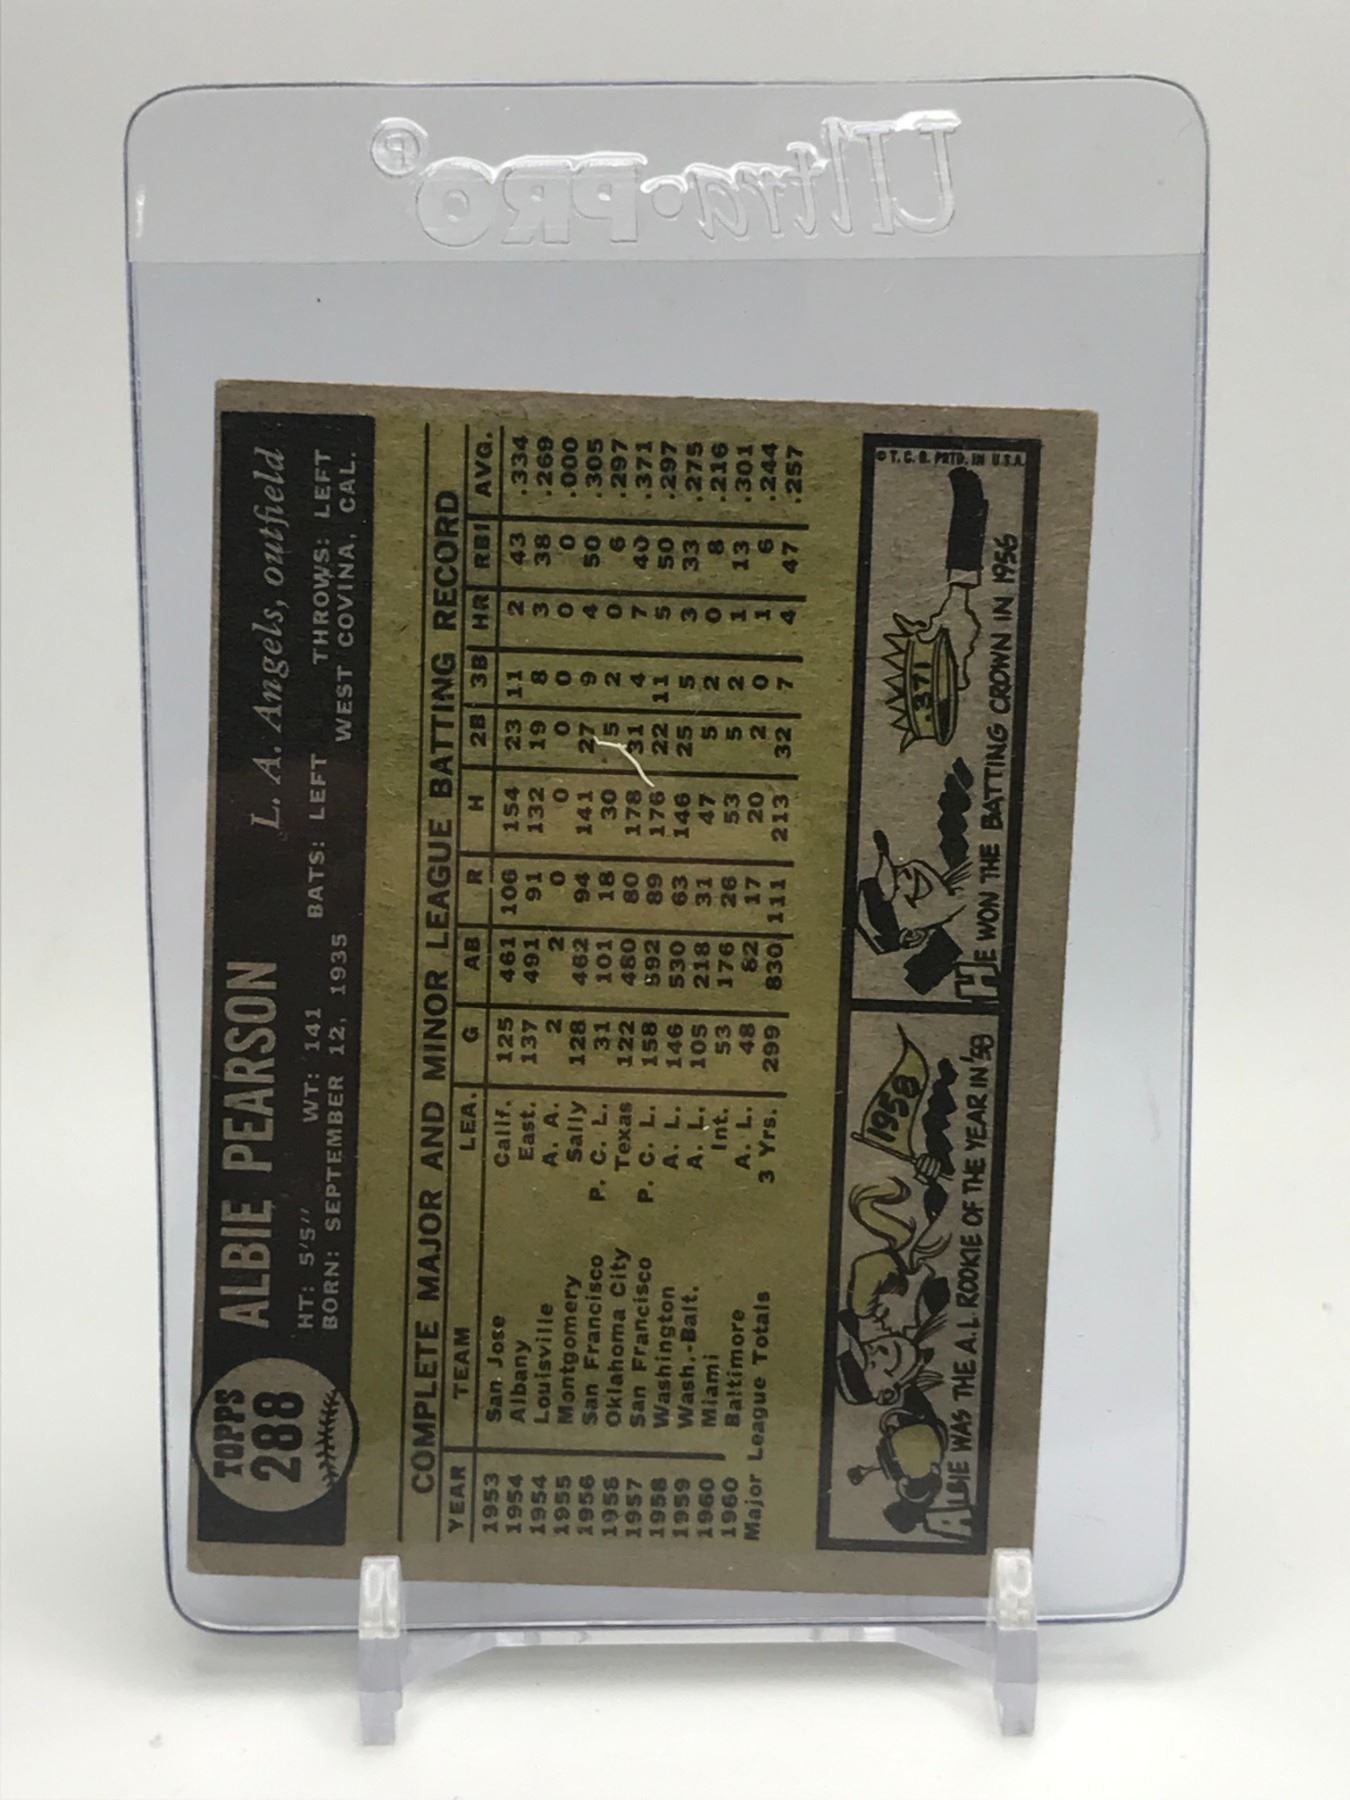 Ultra·PRO®
TOPPS
288
ALBIE PEARSON L. A. Angels, outfield
HT: 5'5" WT: 141 BATS: LEFT THROWS: LEFT
BORN: SEPTEMBER 12, 1935 WEST COVINA, CAL.
COMPLETE MAJOR AND MINOR LEAGUE BATTING RECORD
YEAR TEAM LEA. G AB R H 2B 3B HR RBI AVG.
1953 San Jose Calif. 125 461 106 154 23 11 2 43 .334
1954 Albany East. 137 491 91 132 19 8 3 38 .269
1954 Louisville A. A. 2 2 0 0 0 0 0 0 .000
1955 Montgomery Sally 128 462 94 141 27 9 4 50 .305
1956 San Francisco P. C. L. 31 101 18 30 5 2 0 6 .297
1956 Oklahoma City Texas 122 480 80 178 31 4 7 40 .371
1957 San Francisco P. C. L. 158 592 89 176 22 11 5 50 .297
1958 Washington A. L. 146 530 63 146 25 5 3 33 .275
1959 Wash.-Balt. A. L. 105 218 31 47 5 2 0 8 .216
1960 Miami Int. 53 176 26 53 5 2 1 13 .301
1960 Baltimore A. L. 48 82 17 20 2 0 1 6 .244
Major League Totals 3 Yrs. 299 830 111 213 32 7 4 47 .257
1958
ALBIE WAS THE A.L. ROOKIE OF THE YEAR IN '58
.371
HE WON THE BATTING CROWN IN 1956
© T. C. G. PRTD. IN U.S.A.